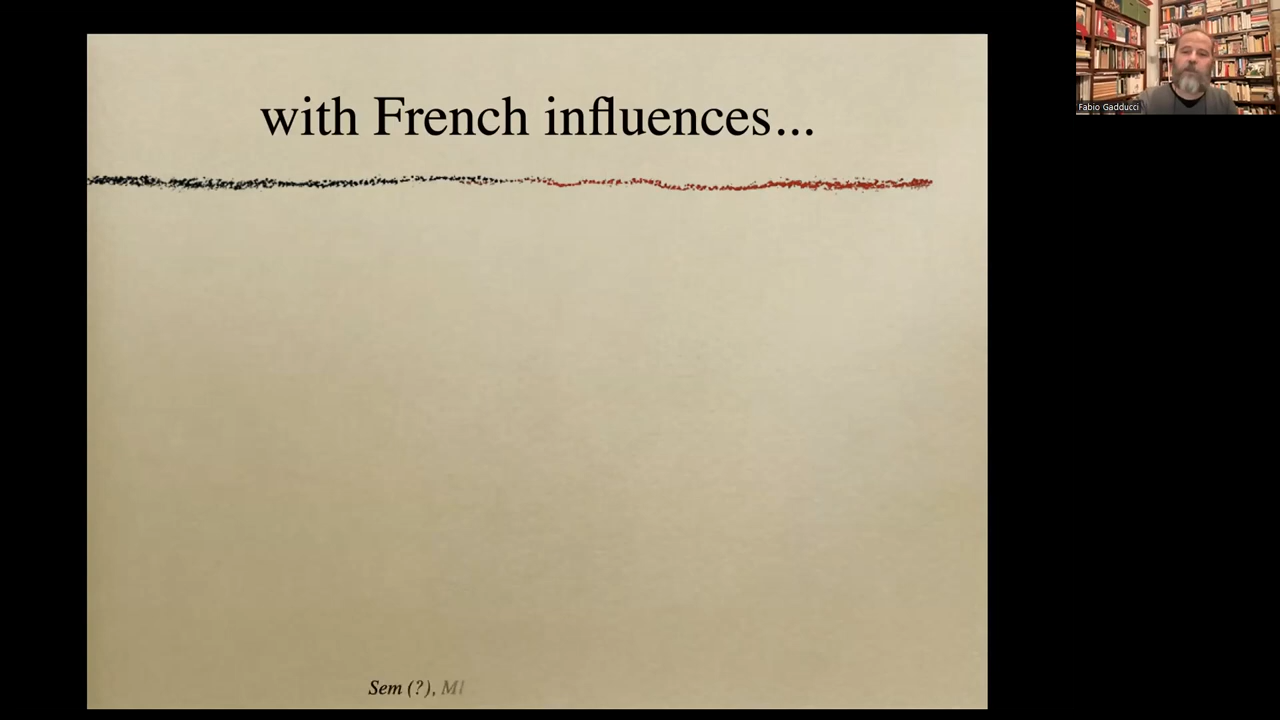 with French influences...
Fabio Gadducci
Sem (?),